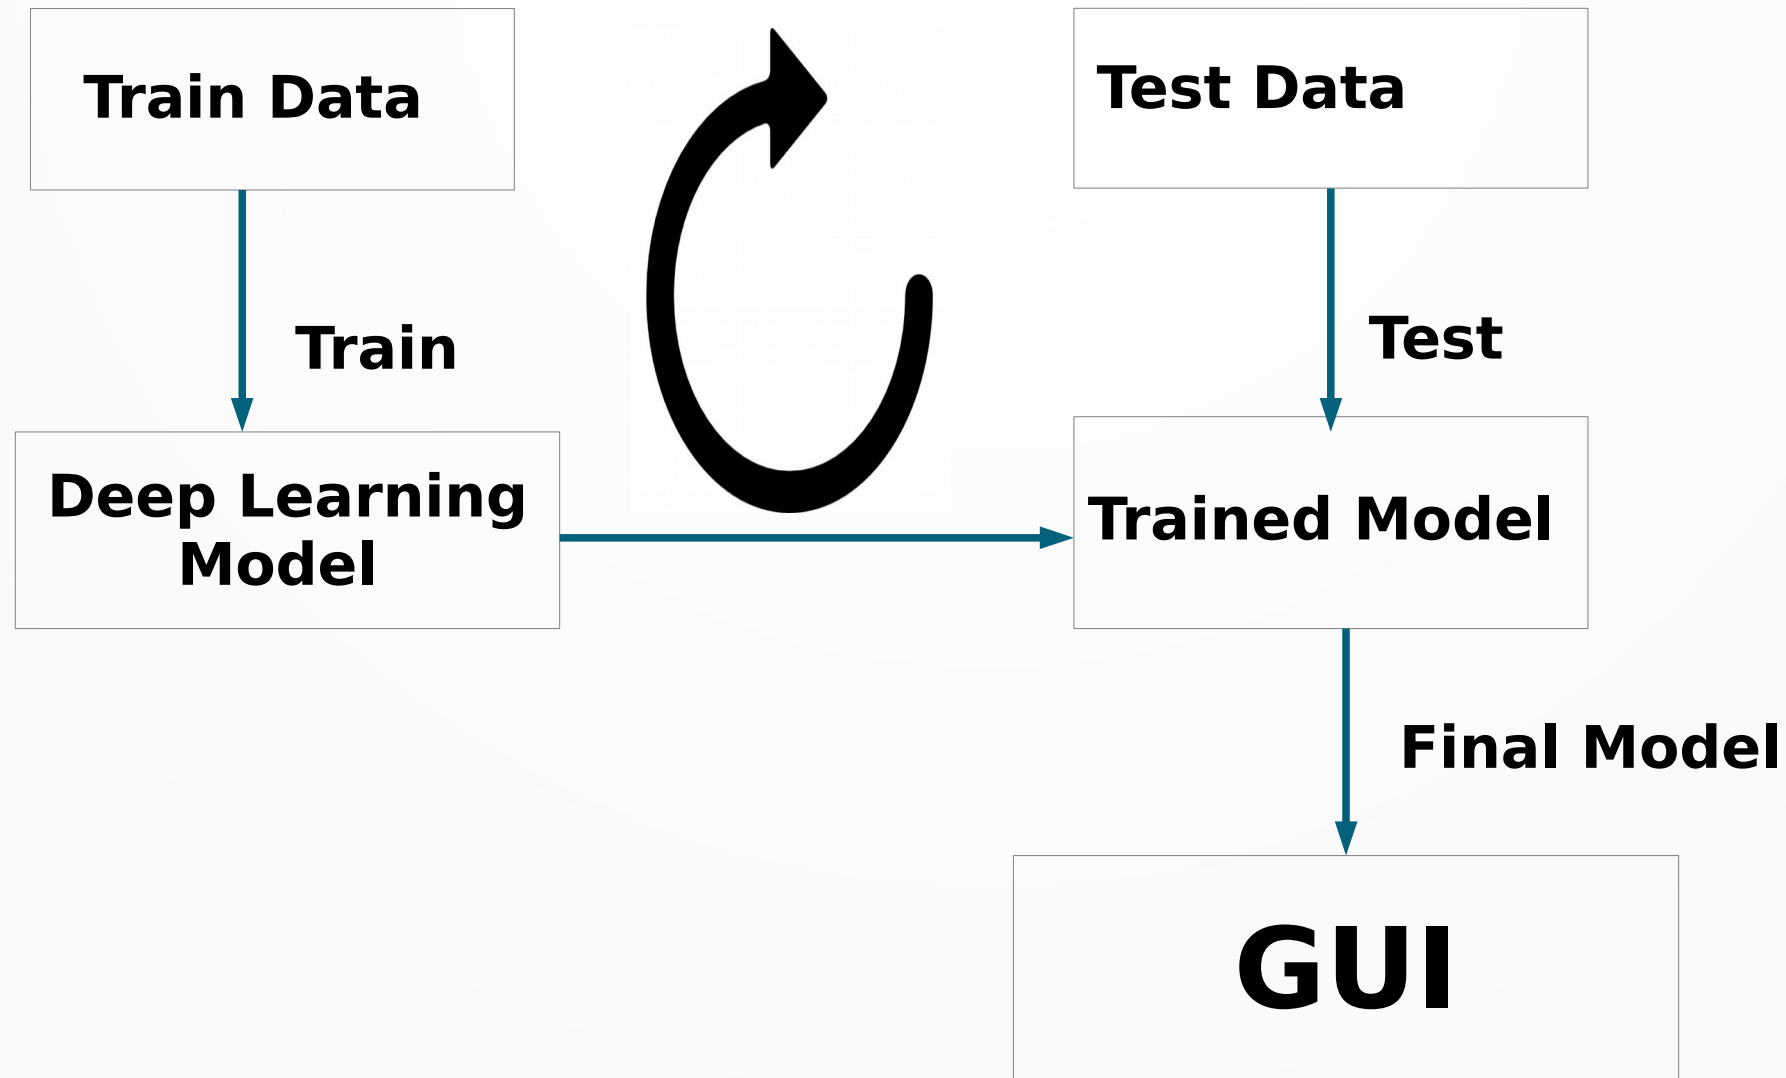 Train Data
Test Data
Train
Test
Deep Learning
Model
Trained Model
Final Model
GUI